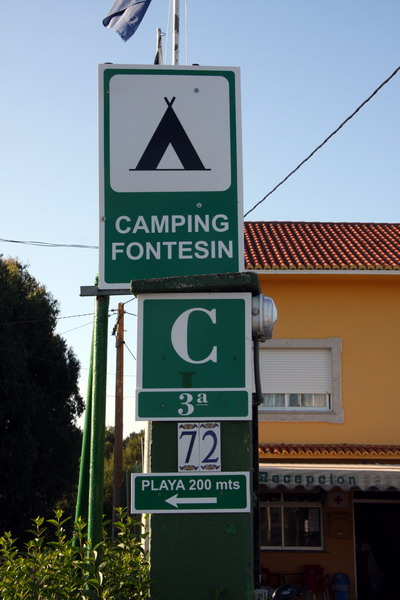 CAMPING
FONTESIN
C
3ª
72
PLAYA 200 mts
Recepcion